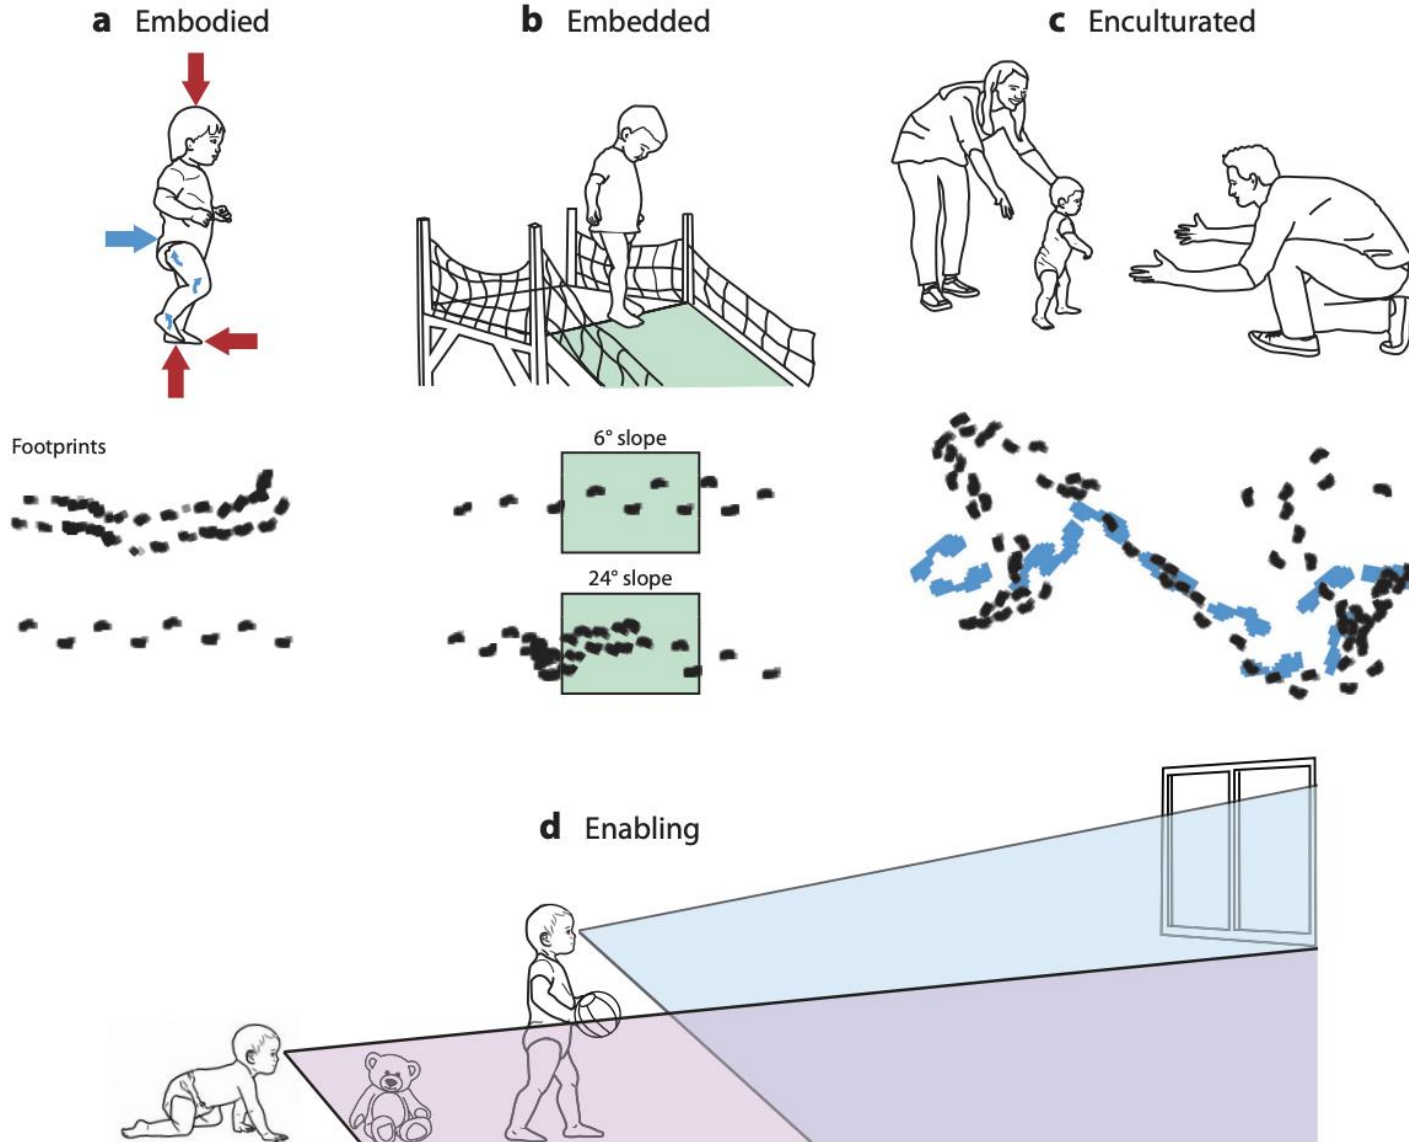 a Embodied
b Embedded
c Enculturated
Footprints
6° slope
24° slope
d Enabling